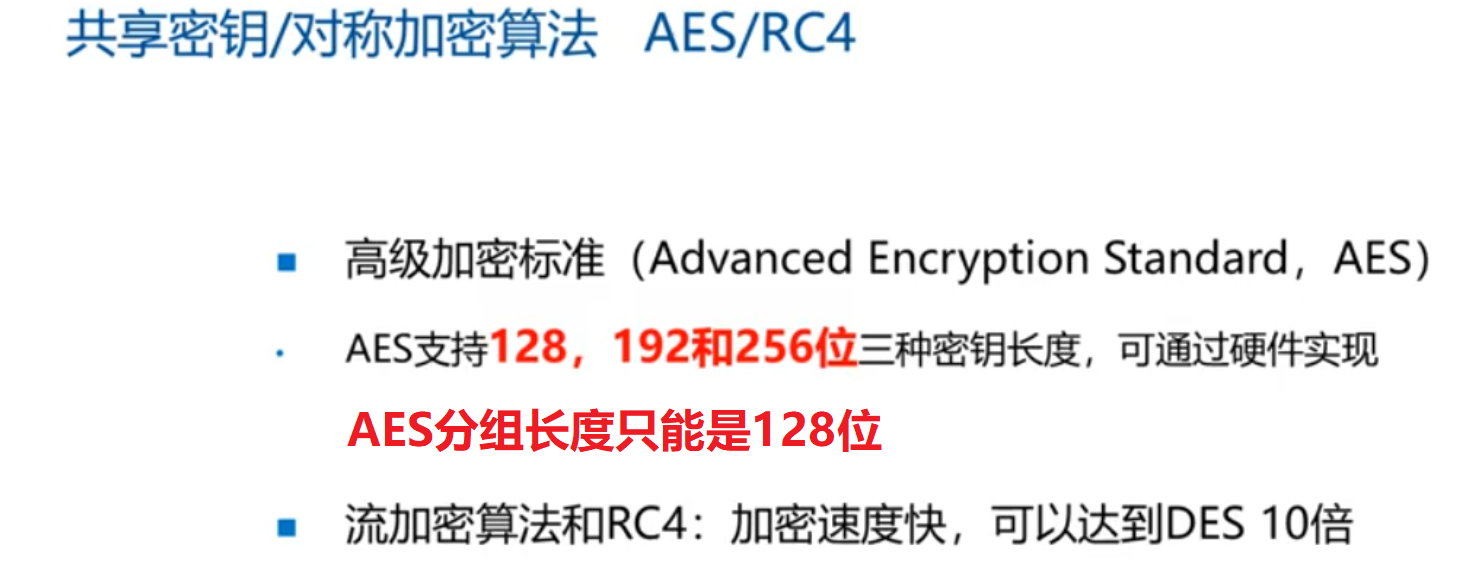 共享密钥/对称加密算法 AES/RC4
高级加密标准（Advanced Encryption Standard，AES）
AES支持128，192和256位三种密钥长度，可通过硬件实现
AES分组长度只能是128位
流加密算法和RC4：加密速度快，可以达到DES 10倍